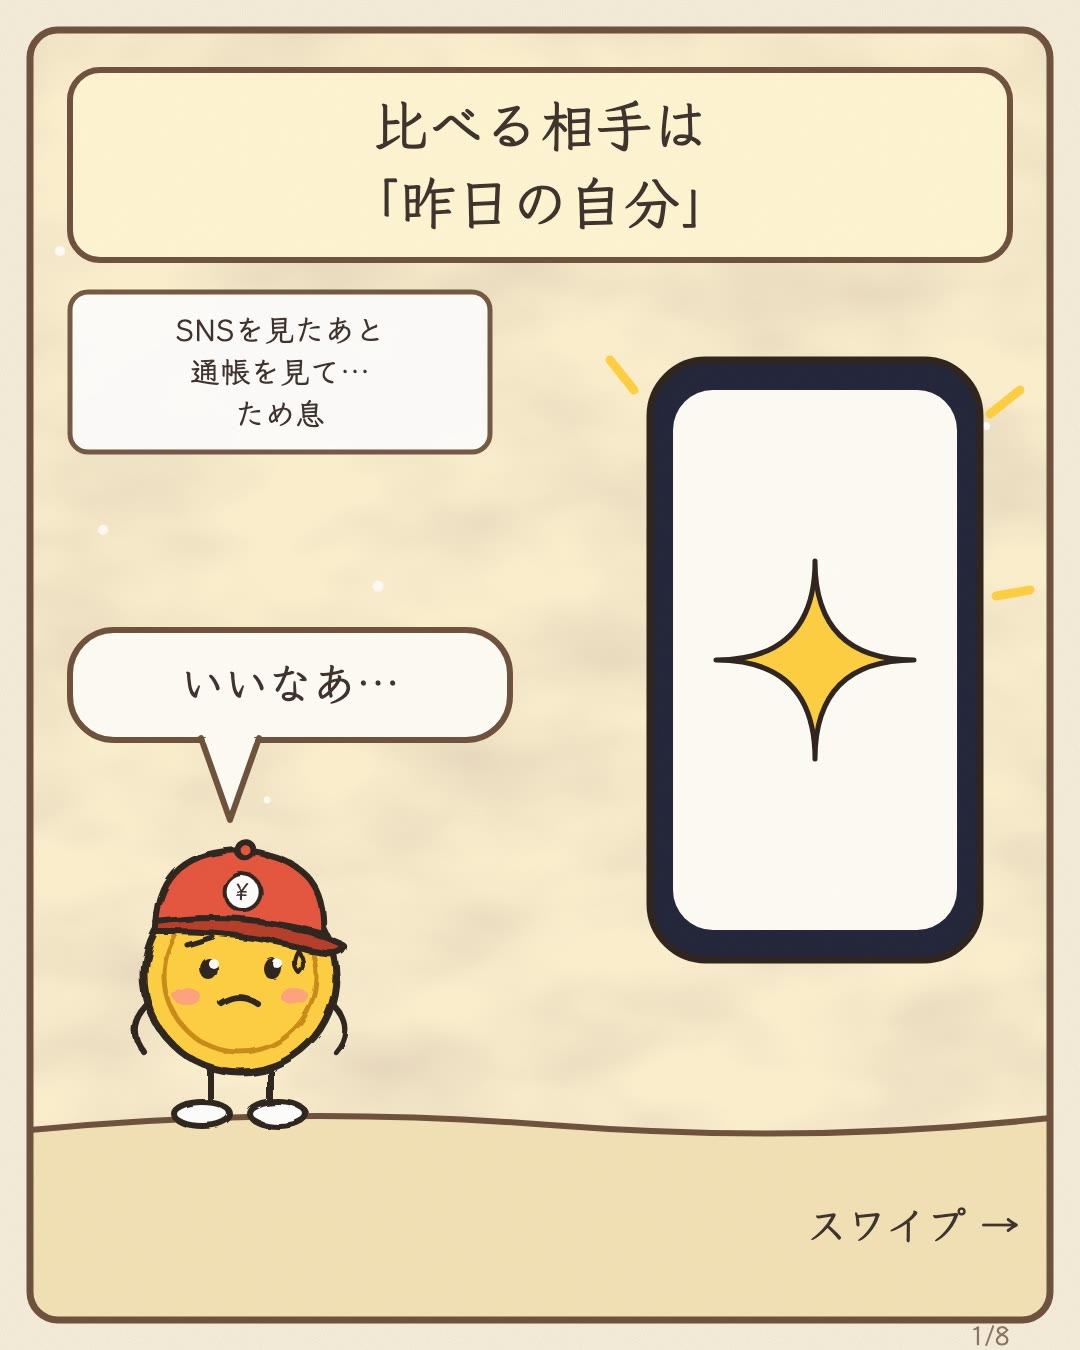 比べる相手は
「昨日の自分」
SNSを見たあと
通帳を見て…
ため息
いいなあ…
¥
スワイプ →
1/8